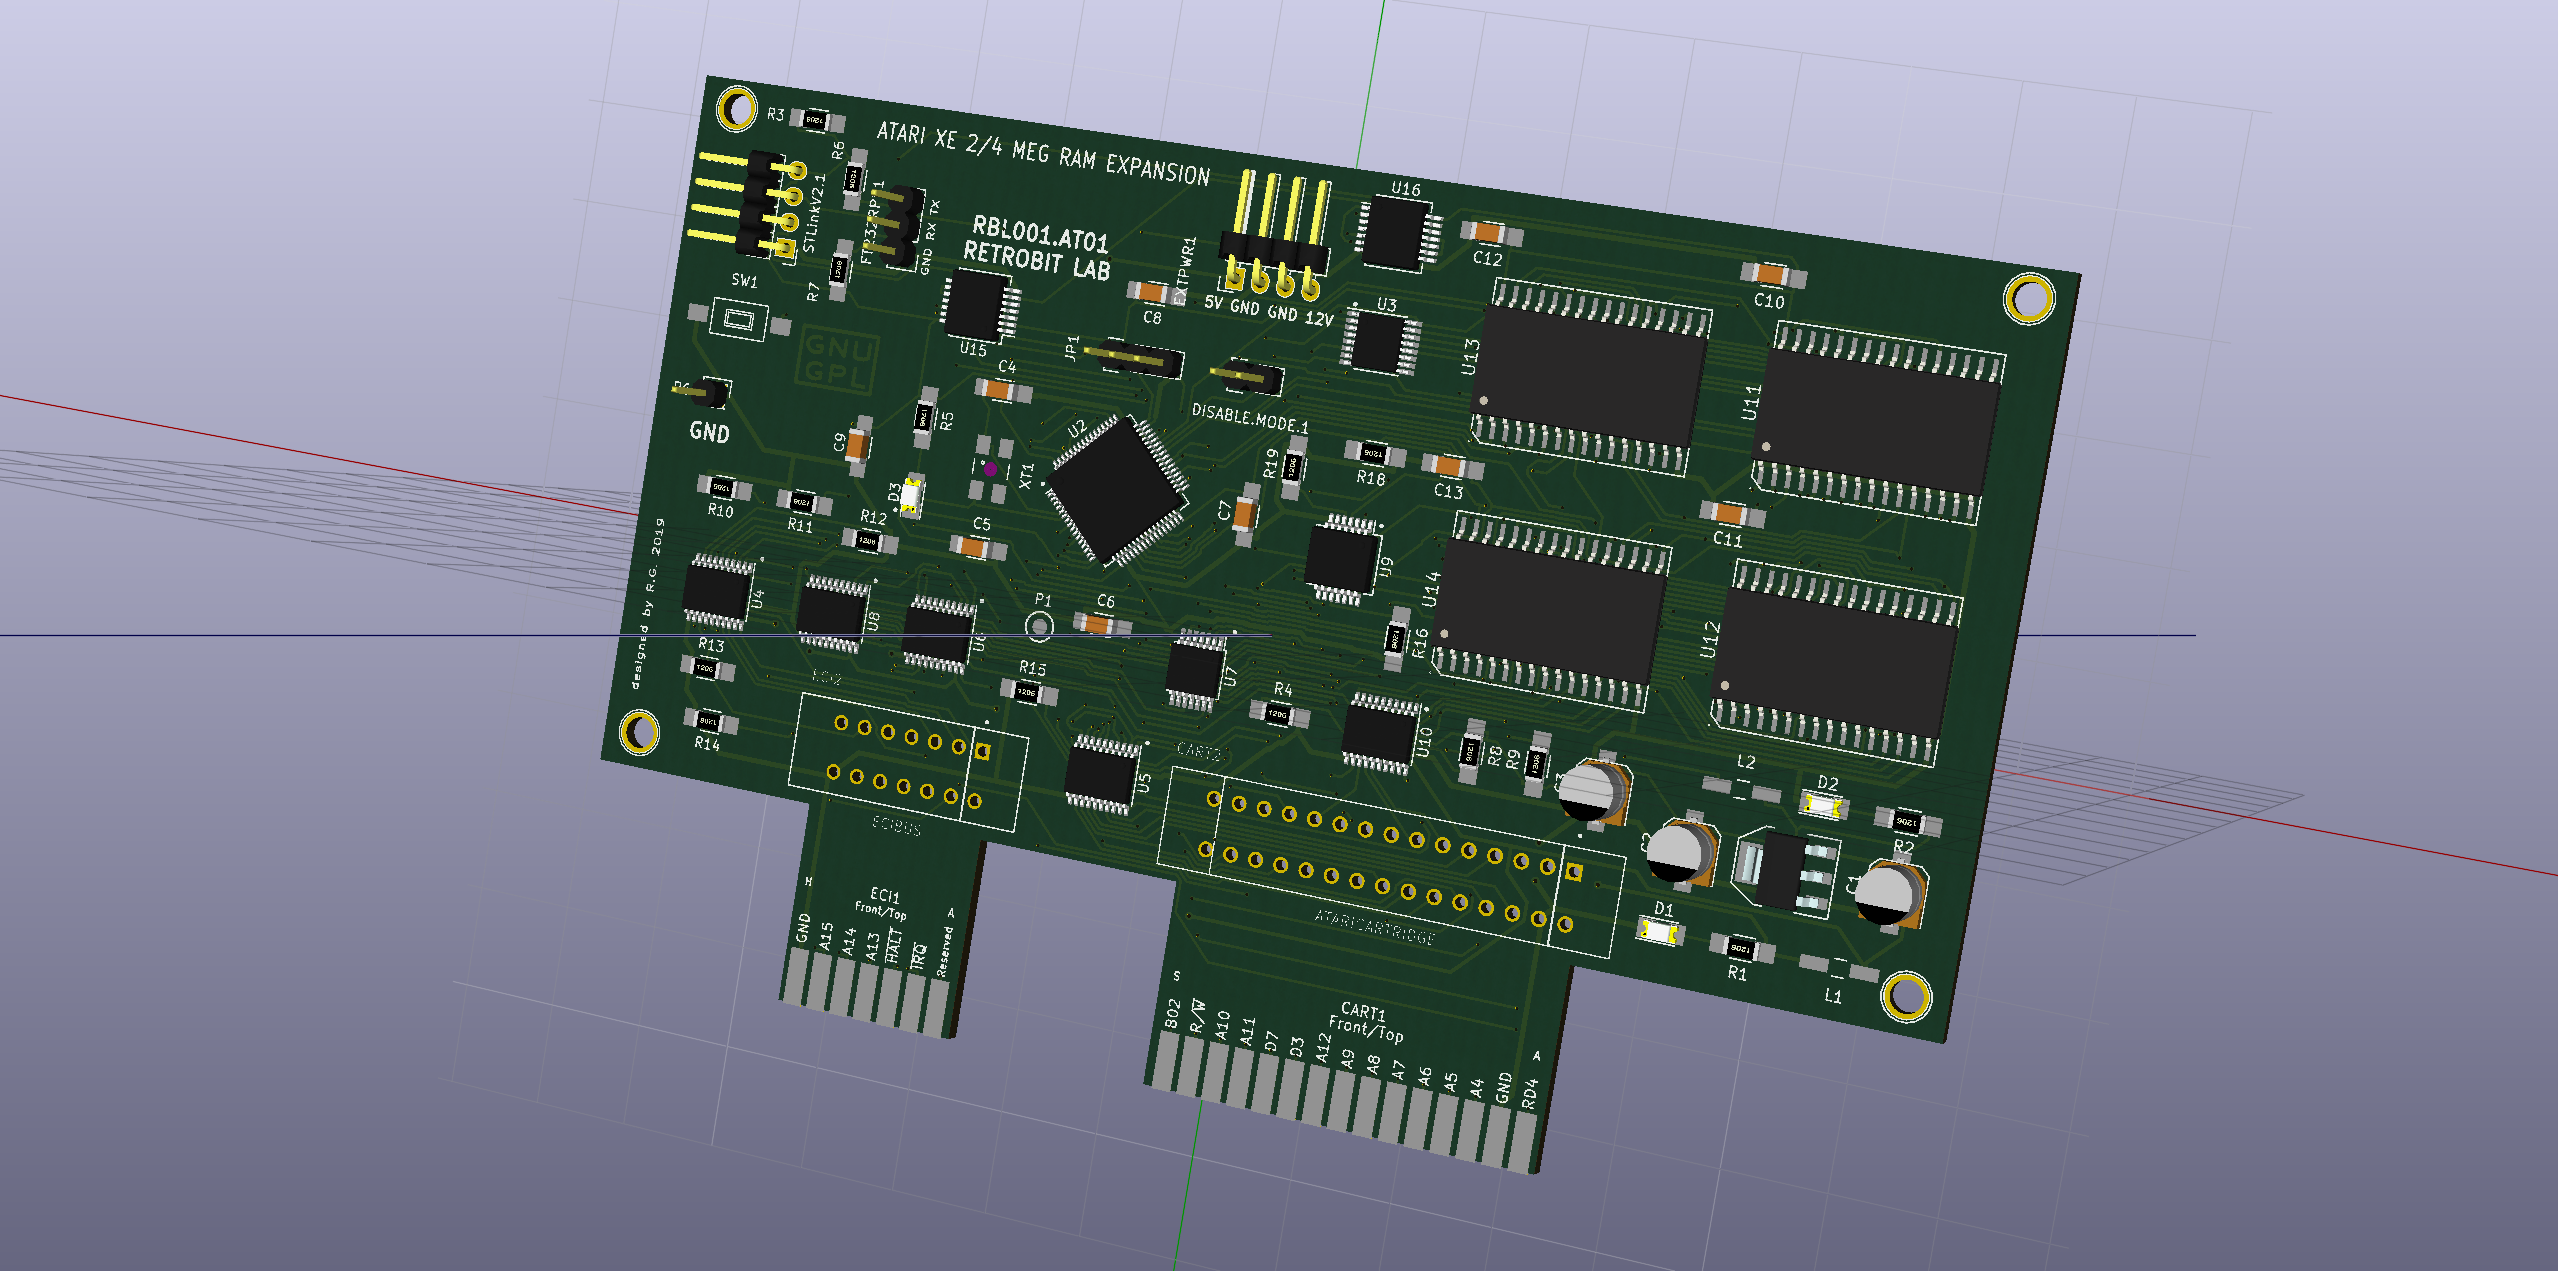 R3
ATARI XE 2/4 MEG RAM EXPANSION
R6
STLinkV2.1
TX
RX
GND
RBL001.AT01
RETROBIT LAB
EXTPWR1
5V GND GND 12V
U16
C12
C10
R7
SW1
U15
C8
U3
GNU
GPL
JP1
C4
U13
U11
GND
R5
C9
U2
DISABLE.MODE.1
R19
R18
C13
XT1
D3
R10
R11
R12
C5
C7
C11
designed by R.G. 2019
U4
U8
U6
P1
C6
U9
U14
U12
R13
R15
U7
R4
R16
R14
ECI2
U5
CART2
U10
R8
R9
L2
D2
R2
C1
ECIBUS
ATARICARTRIDGE
D1
R1
L1
H
ECI1
Front/Top
A
GND
A15
A14
A13
HALT
IRQ
Reserved
S
CART1
Front/Top
A
B02
R/W
A10
A11
D7
D3
A12
A9
A8
A7
A6
A5
A4
GND
RD4